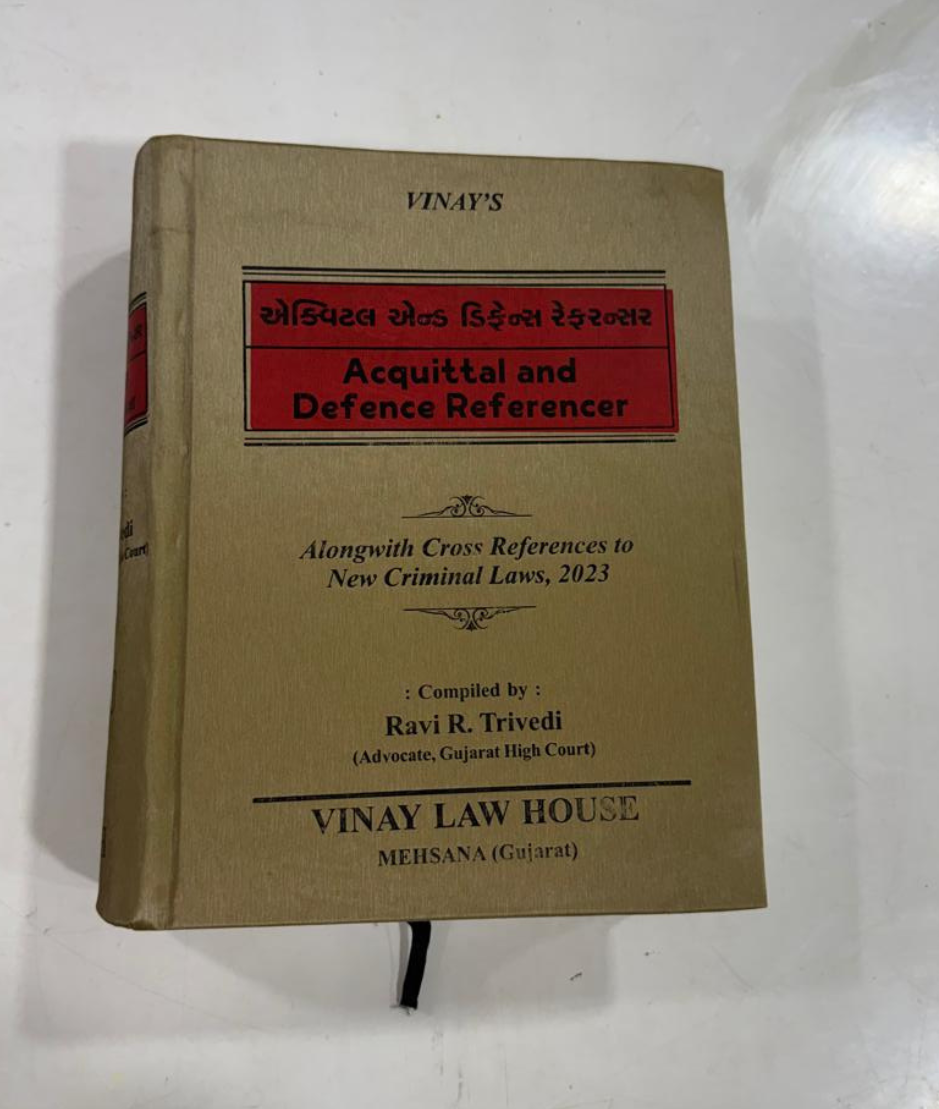 VINAY'S
એક્વિટલ એન્ડ ડિફેન્સ રેફરન્સર
Acquittal and
Defence Referencer
Alongwith Cross References to
New Criminal Laws, 2023
: Compiled by :
Ravi R. Trivedi
(Advocate, Gujarat High Court)
VINAY LAW HOUSE
MEHSANA (Gujarat)